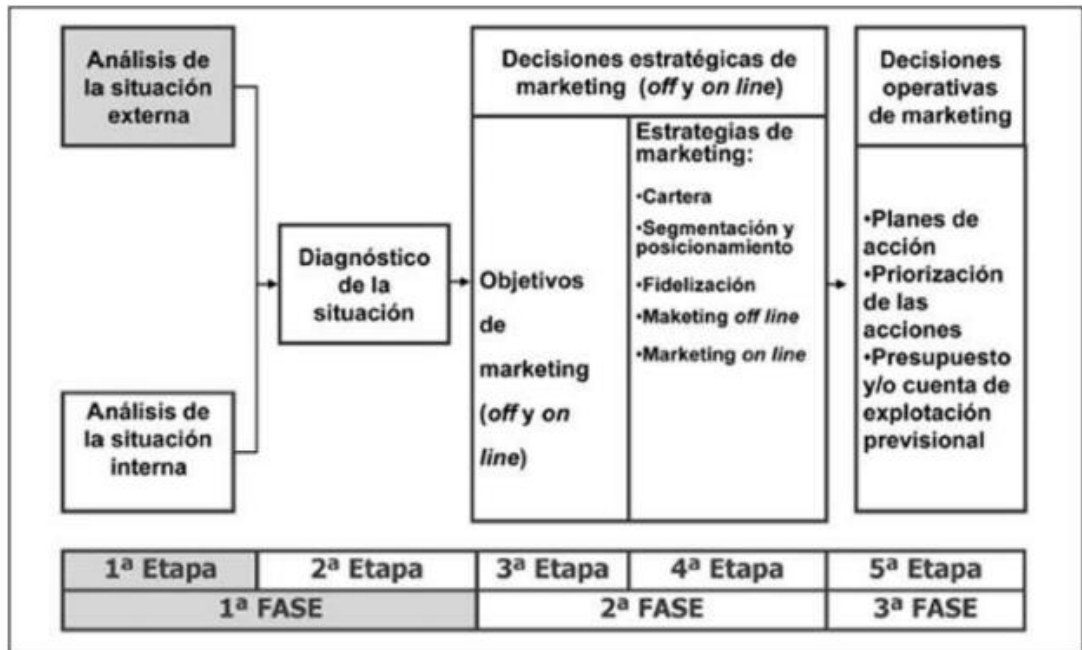 Análisis de
la situación
externa
Análisis de
la situación
interna
Diagnóstico
de la
situación
Decisiones estratégicas de
marketing (off y on line)
Objetivos
de
marketing
(off y on
line)
Estrategias de
marketing:
•Cartera
•Segmentación y
posicionamiento
•Fidelización
•Maketing off line
•Marketing on line
Decisiones
operativas
de marketing
•Planes de
acción
•Priorización
de las
acciones
•Presupuesto
y/o cuenta de
explotación
previsional
1ª Etapa
2ª Etapa
3ª Etapa
4ª Etapa
5ª Etapa
1ª FASE
2ª FASE
3ª FASE